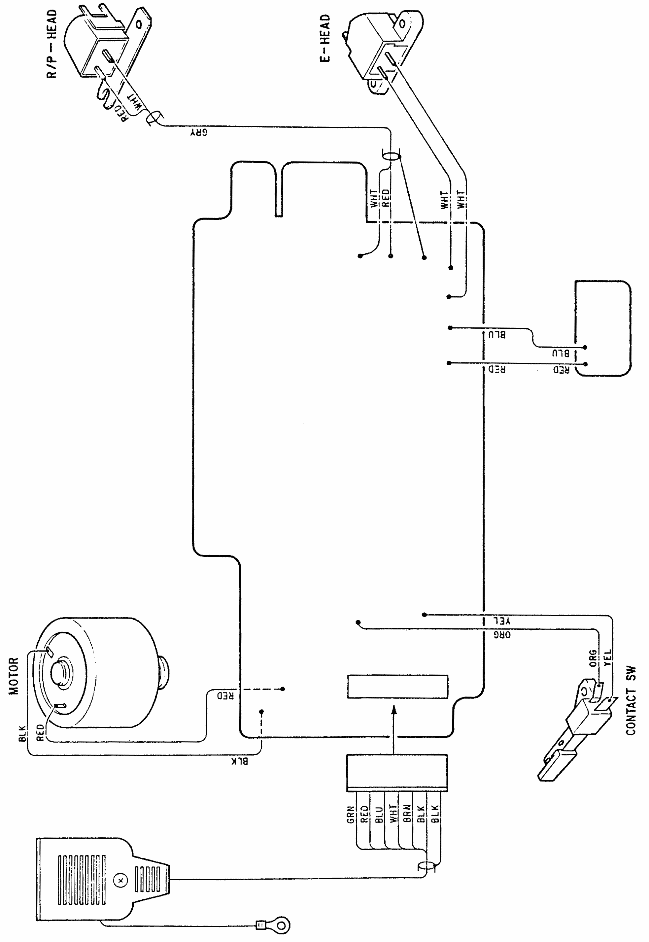 R/P-HEAD
E-HEAD
RED
WHT
GRY
WHT
RED
WHT
WHT
BLU
BLU
RED
RED
YEL
ORG
ORG
YEL
CONTACT SW
MOTOR
BLK
RED
RED
BLK
GRN
RED
BLU
WHT
BRN
BLK
BLK